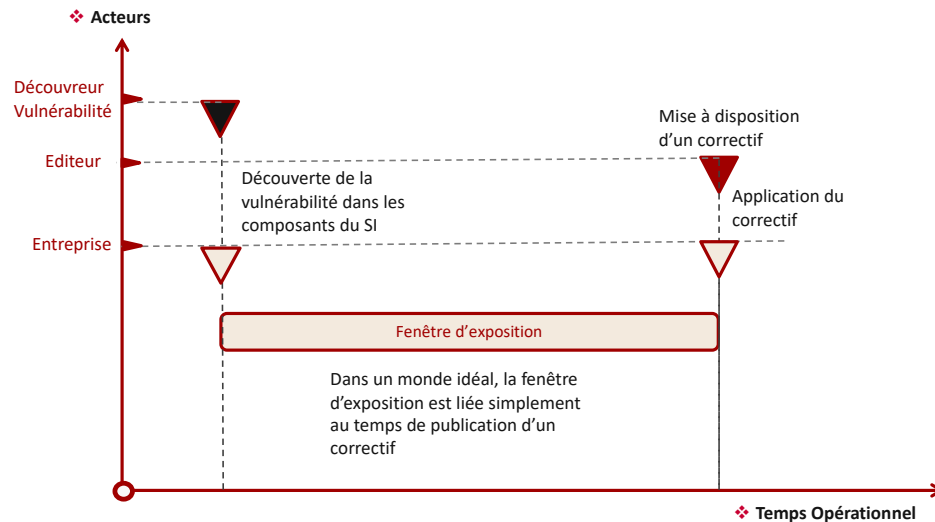 ❖ Acteurs
Découvreur
Vulnérabilité
Mise à disposition
d’un correctif
Editeur
Découverte de la
vulnérabilité dans les
composants du SI
Application du
correctif
Entreprise
Fenêtre d’exposition
Dans un monde idéal, la fenêtre
d’exposition est liée simplement
au temps de publication d’un
correctif
❖ Temps Opérationnel